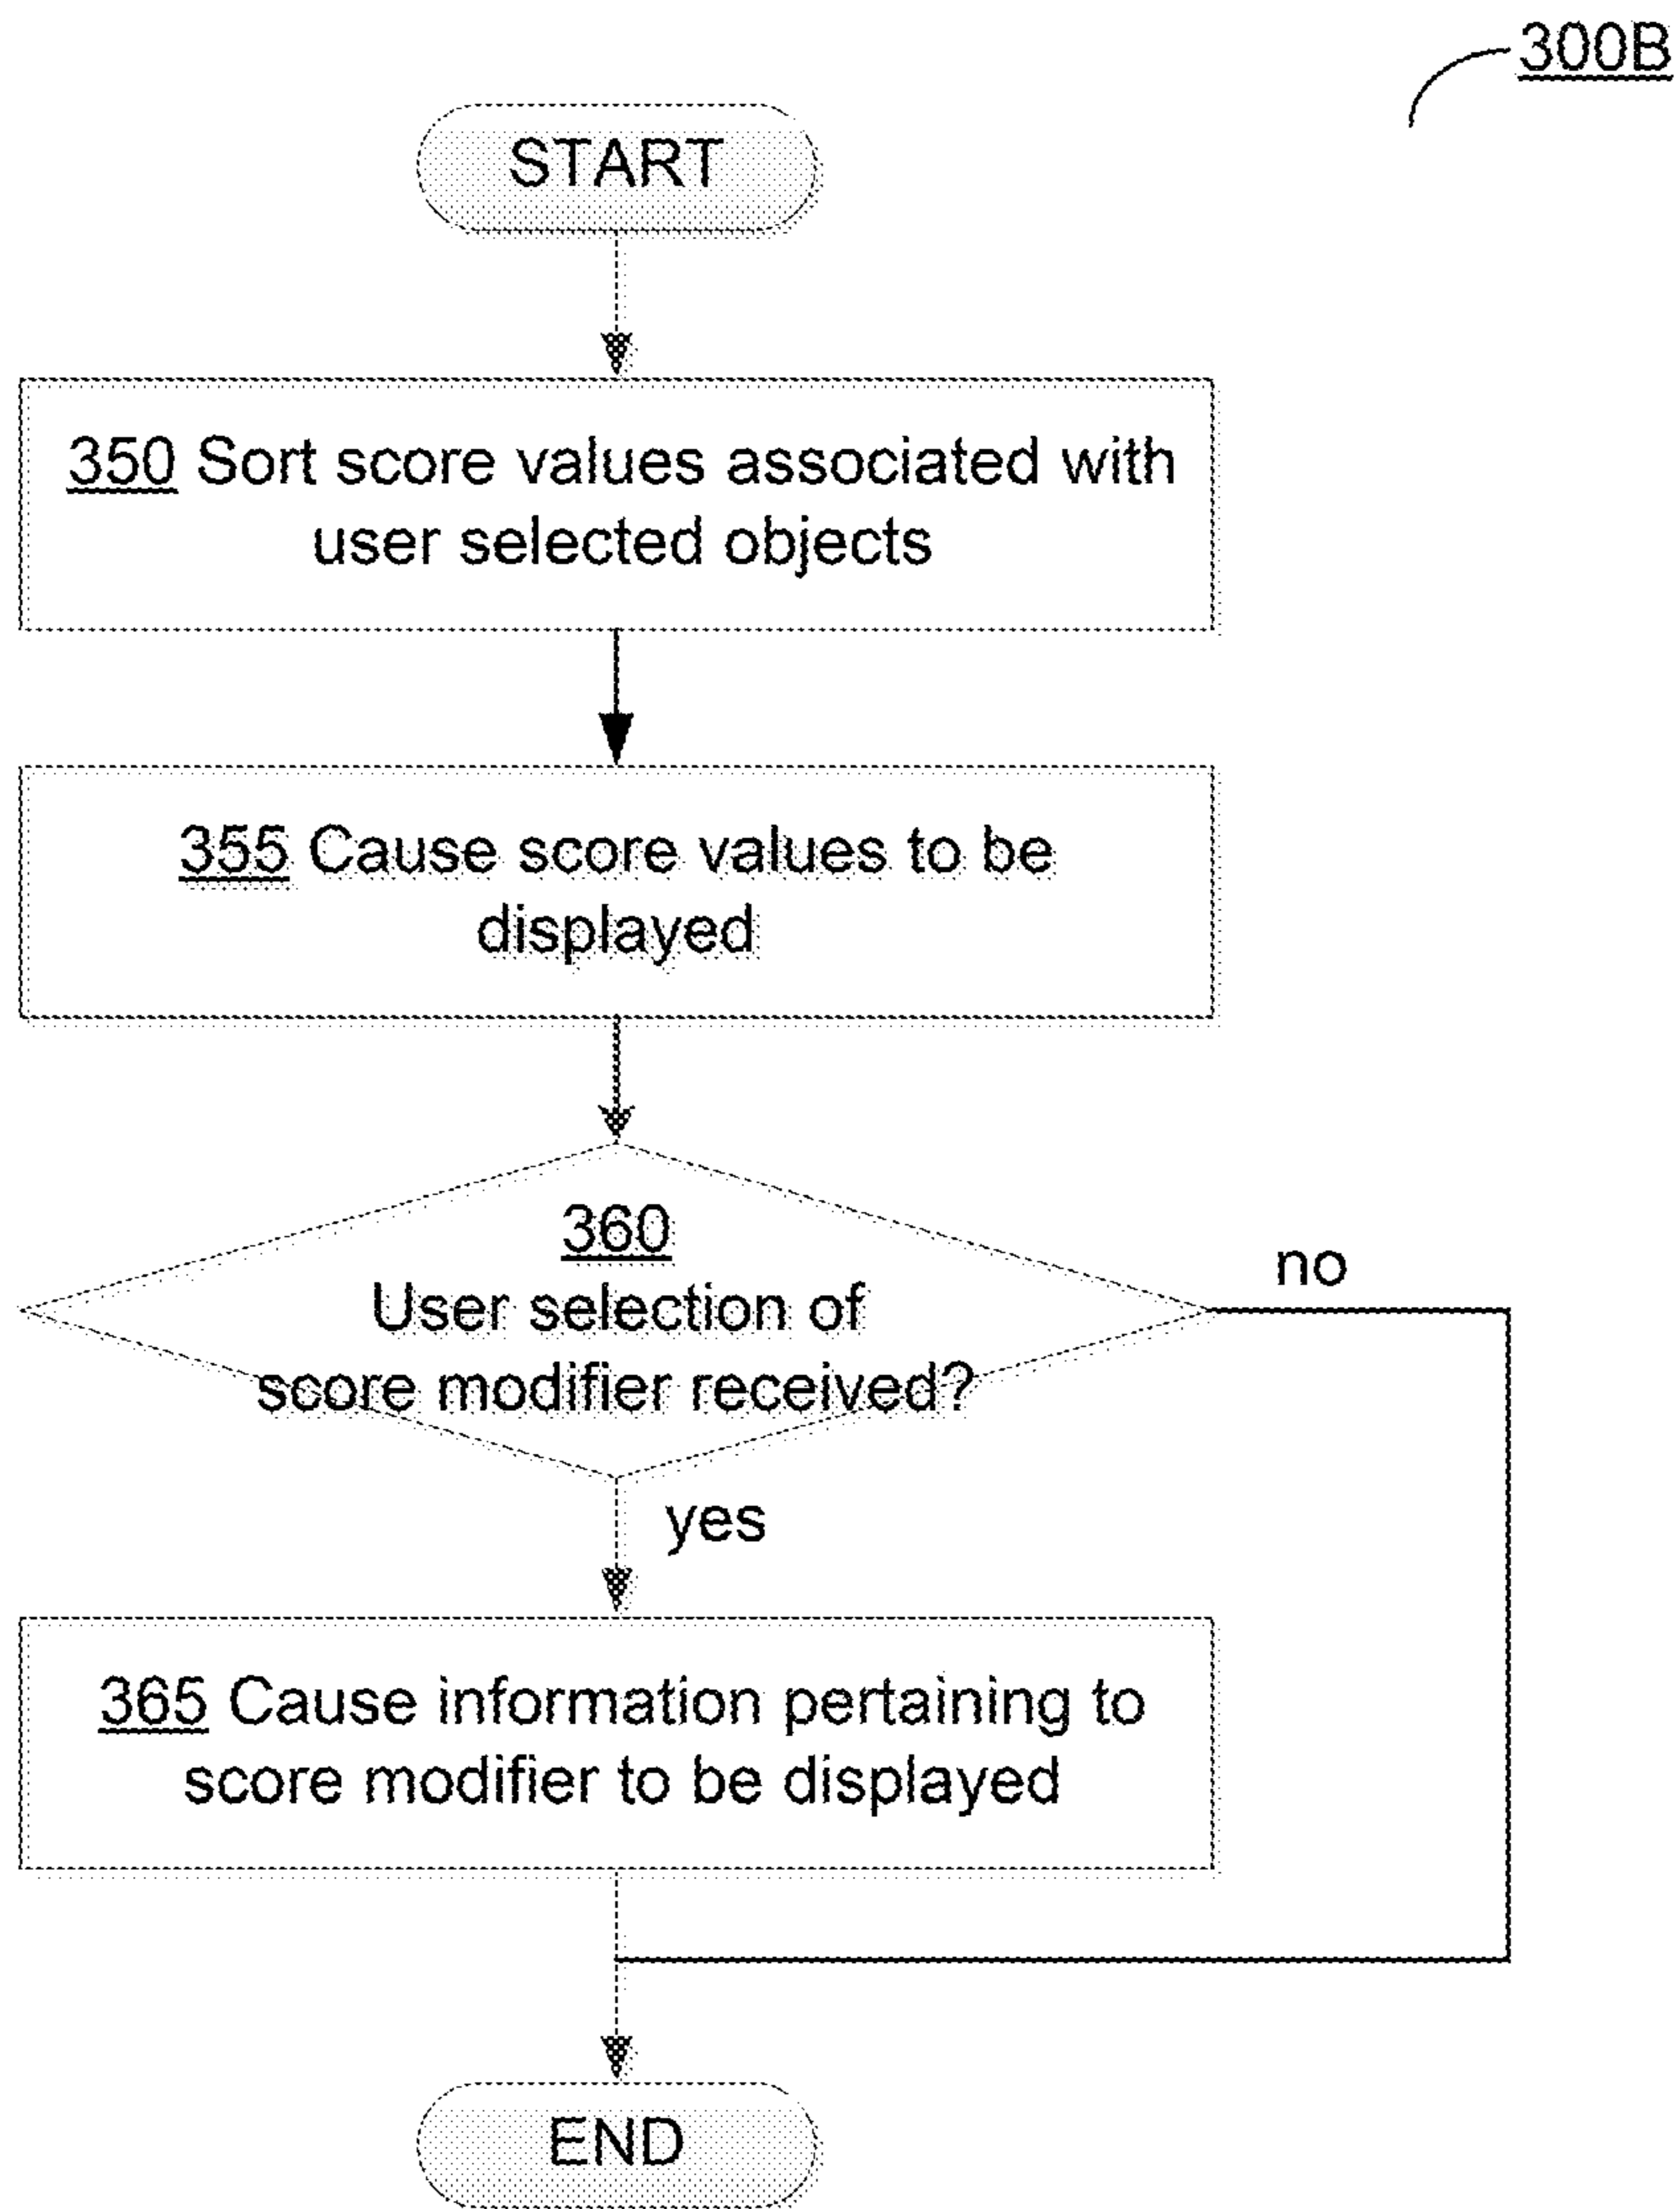 300B
START
350 Sort score values associated with
user selected objects
355 Cause score values to be
displayed
360
User selection of
score modifier received?
no
yes
365 Cause information pertaining to
score modifier to be displayed
END